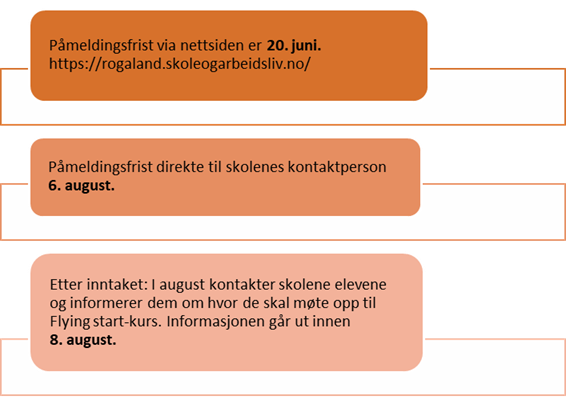 Påmeldingsfrist via nettsiden er 20. juni.
https://rogaland.skoleogarbeidsliv.no/
Påmeldingsfrist direkte til skolenes kontaktperson
6. august.
Etter inntaket: I august kontakter skolene elevene
og informerer dem om hvor de skal møte opp til
Flying start-kurs. Informasjonen går ut innen
8. august.